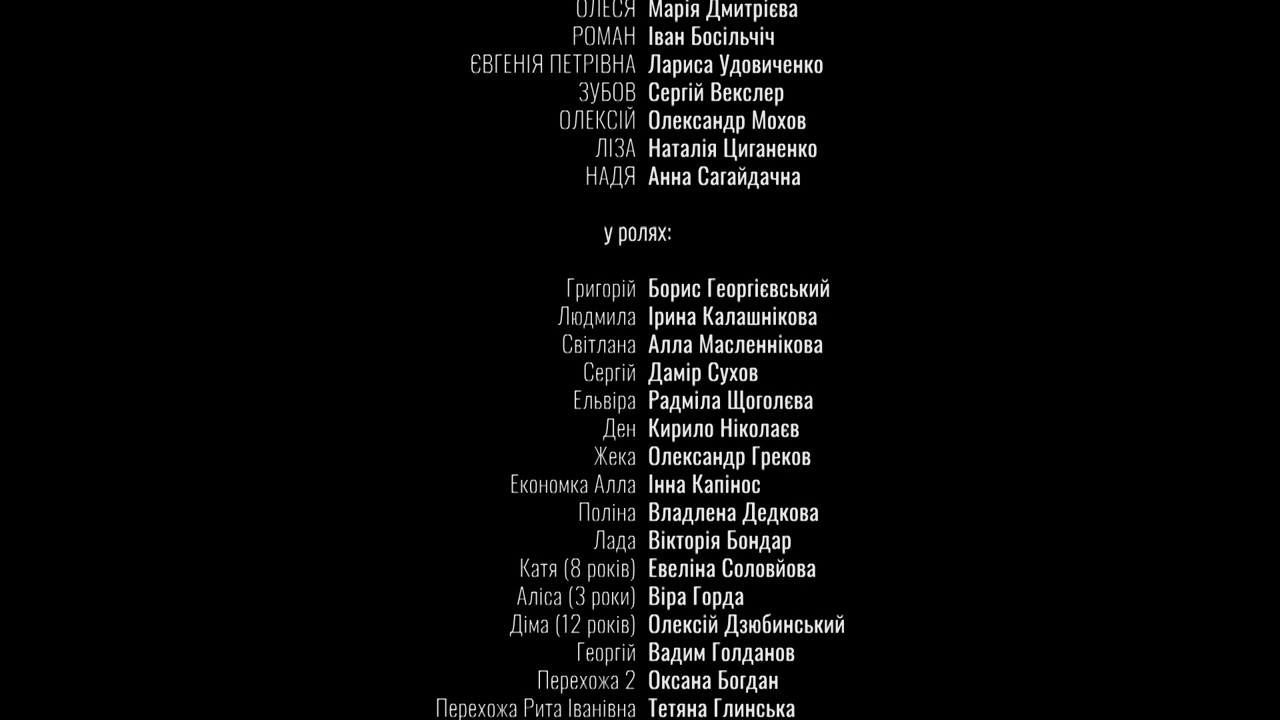 ОЛЕСЯ Марія Дмитрієва
РОМАН Іван Босільчіч
ЄВГЕНІЯ ПЕТРІВНА Лариса Удовиченко
ЗУБОВ Сергій Векслер
ОЛЕКСІЙ Олександр Мохов
ЛІЗА Наталія Циганенко
НАДЯ Анна Сагайдачна
у ролях:
Григорій Борис Георгієвський
Людмила Ірина Калашнікова
Світлана Алла Масленнікова
Сергій Дамір Сухов
Ельвіра Радміла Щоголєва
Ден Кирило Ніколаєв
Жека Олександр Греков
Економка Алла Інна Капінос
Поліна Владлена Дедкова
Лада Вікторія Бондар
Катя (8 років) Евеліна Соловйова
Аліса (3 роки) Віра Горда
Діма (12 років) Олексій Дзюбинський
Георгій Вадим Голданов
Перехожа 2 Оксана Богдан
Перехожа Рита Іванівна Тетяна Глинська